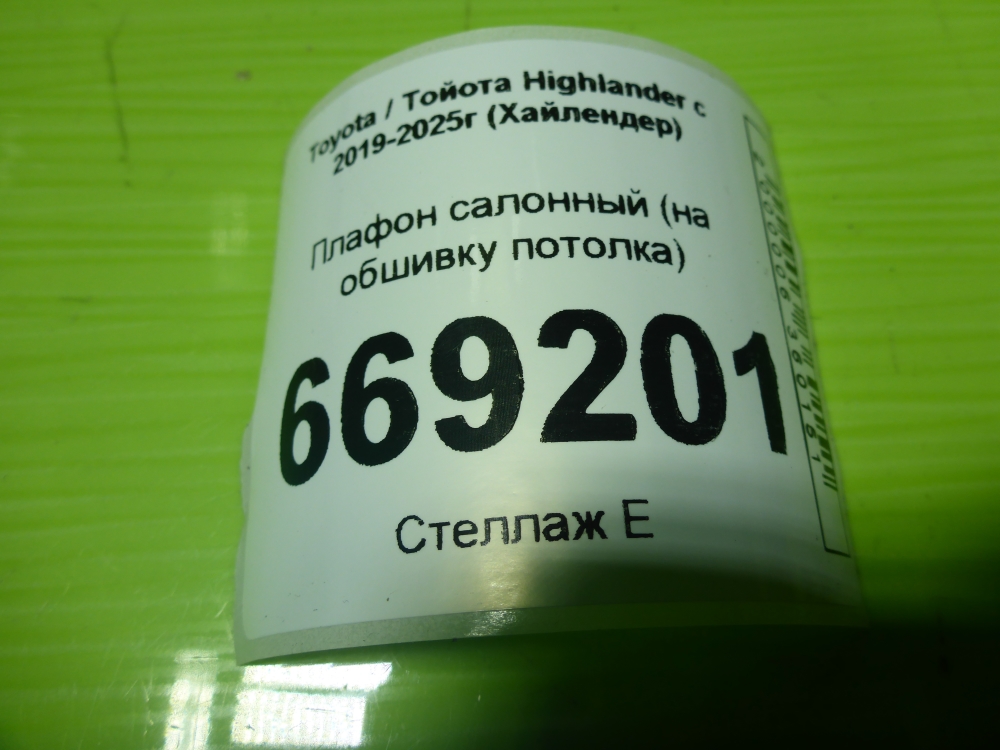 Toyota / Тойота Highlander с
2019-2025г (Хайлендер)
Плафон салонный (на
обшивку потолка)
669201
Стеллаж Е